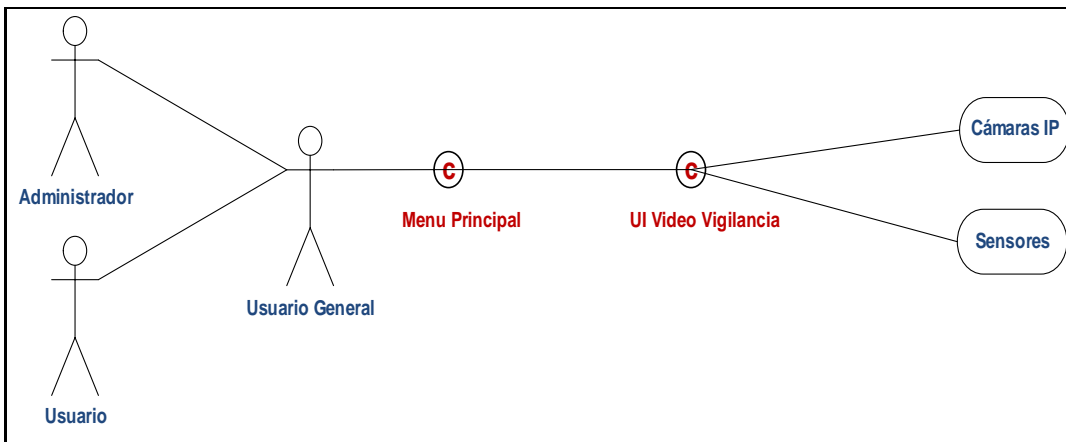 Administrador
Usuario
Usuario General
C
Menu Principal
C
UI Video Vigilancia
Cámaras IP
Sensores